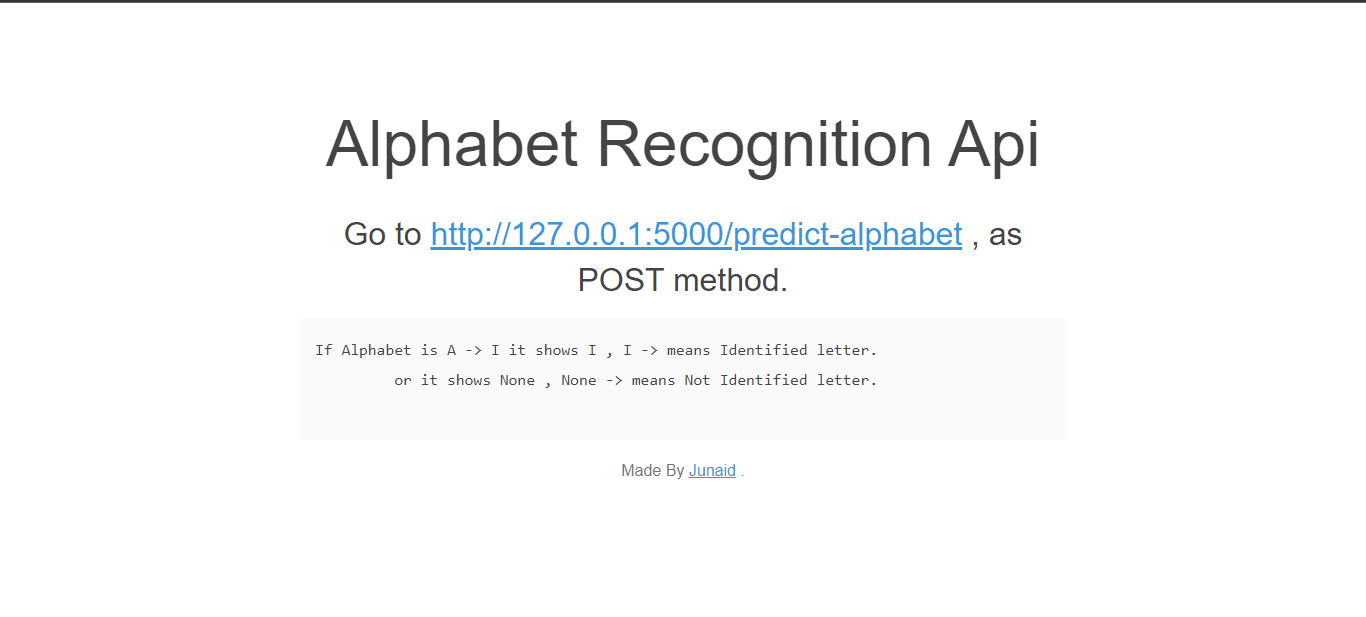 Alphabet Recognition Api
Go to http://127.0.0.1:5000/predict-alphabet , as
POST method.
If Alphabet is A -> I it shows I , I -> means Identified letter.
or it shows None , None -> means Not Identified letter.
Made By Junaid .